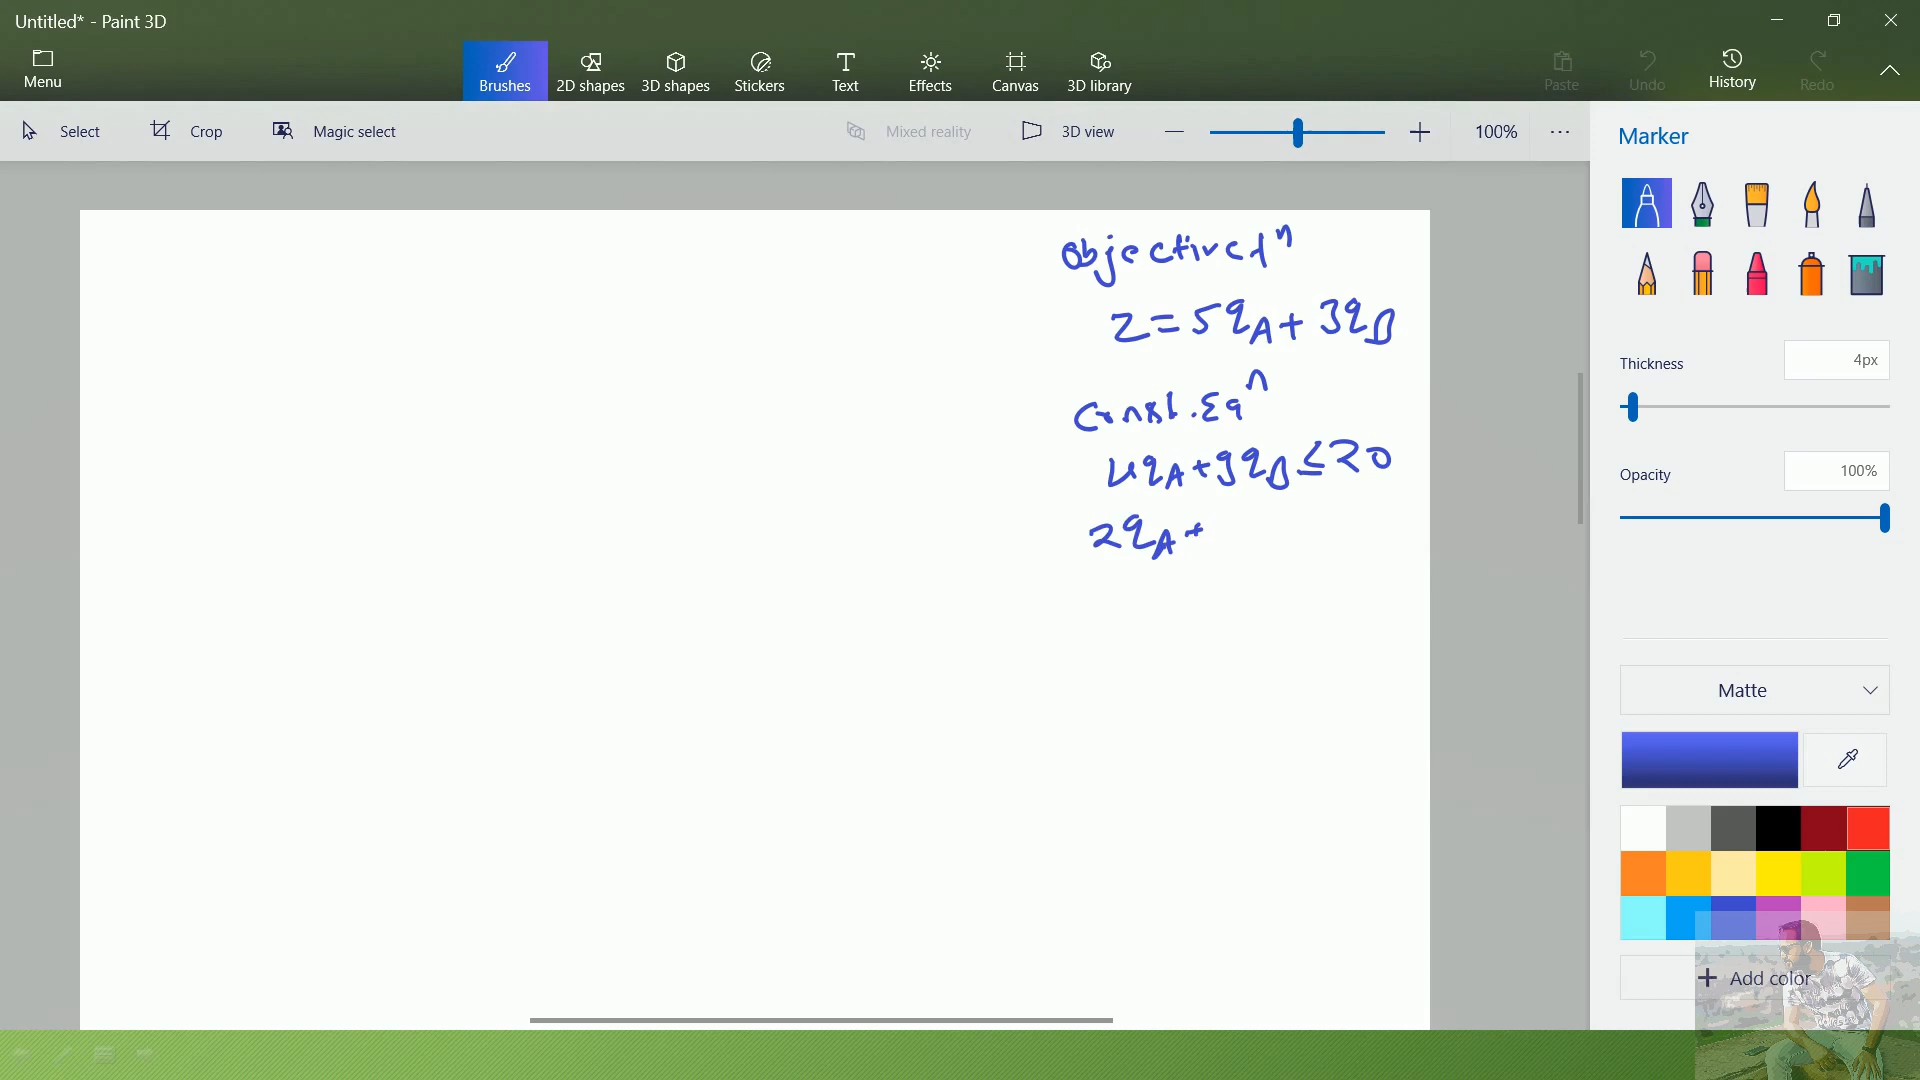 Untitled* - Paint 3D
Menu
Brushes
2D shapes
3D shapes
Stickers
Text
Effects
Canvas
3D library
Paste
Undo
History
Redo
Select
Crop
Magic select
Mixed reality
3D view
100%
Marker
Thickness
4px
Opacity
100%
Matte
Add color
Objective fⁿ
Z = 5qA + 3qB
Const. Eqⁿ
4qA + 9qB ≤ 20
2qA +